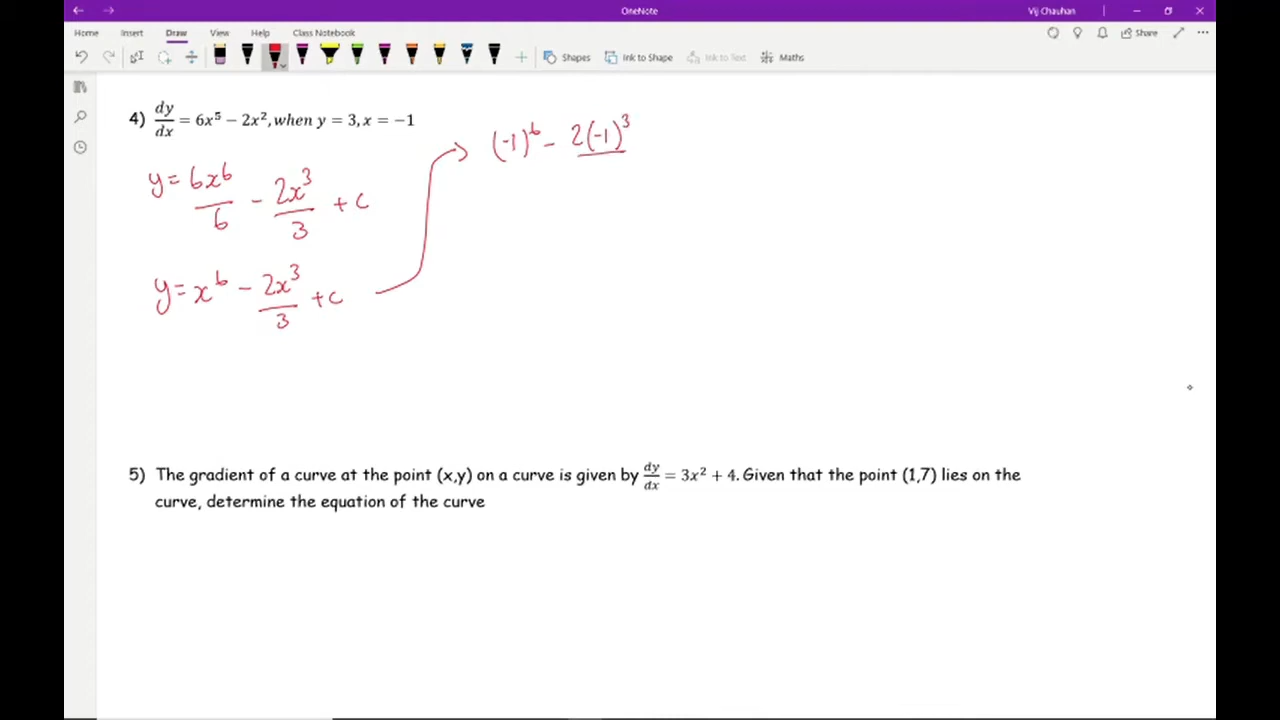 OneNote
Vij Chauhan
Home Insert Draw View Help Class Notebook
Share
Shapes Ink to Shape Ink to Text Maths
4) dy/dx = 6x⁵ − 2x², when y = 3, x = −1
(-1)⁶ - 2(-1)³
y = 6x⁶/6 - 2x³/3 + c
y = x⁶ - 2x³/3 + c
5) The gradient of a curve at the point (x,y) on a curve is given by dy/dx = 3x² + 4. Given that the point (1,7) lies on the
curve, determine the equation of the curve